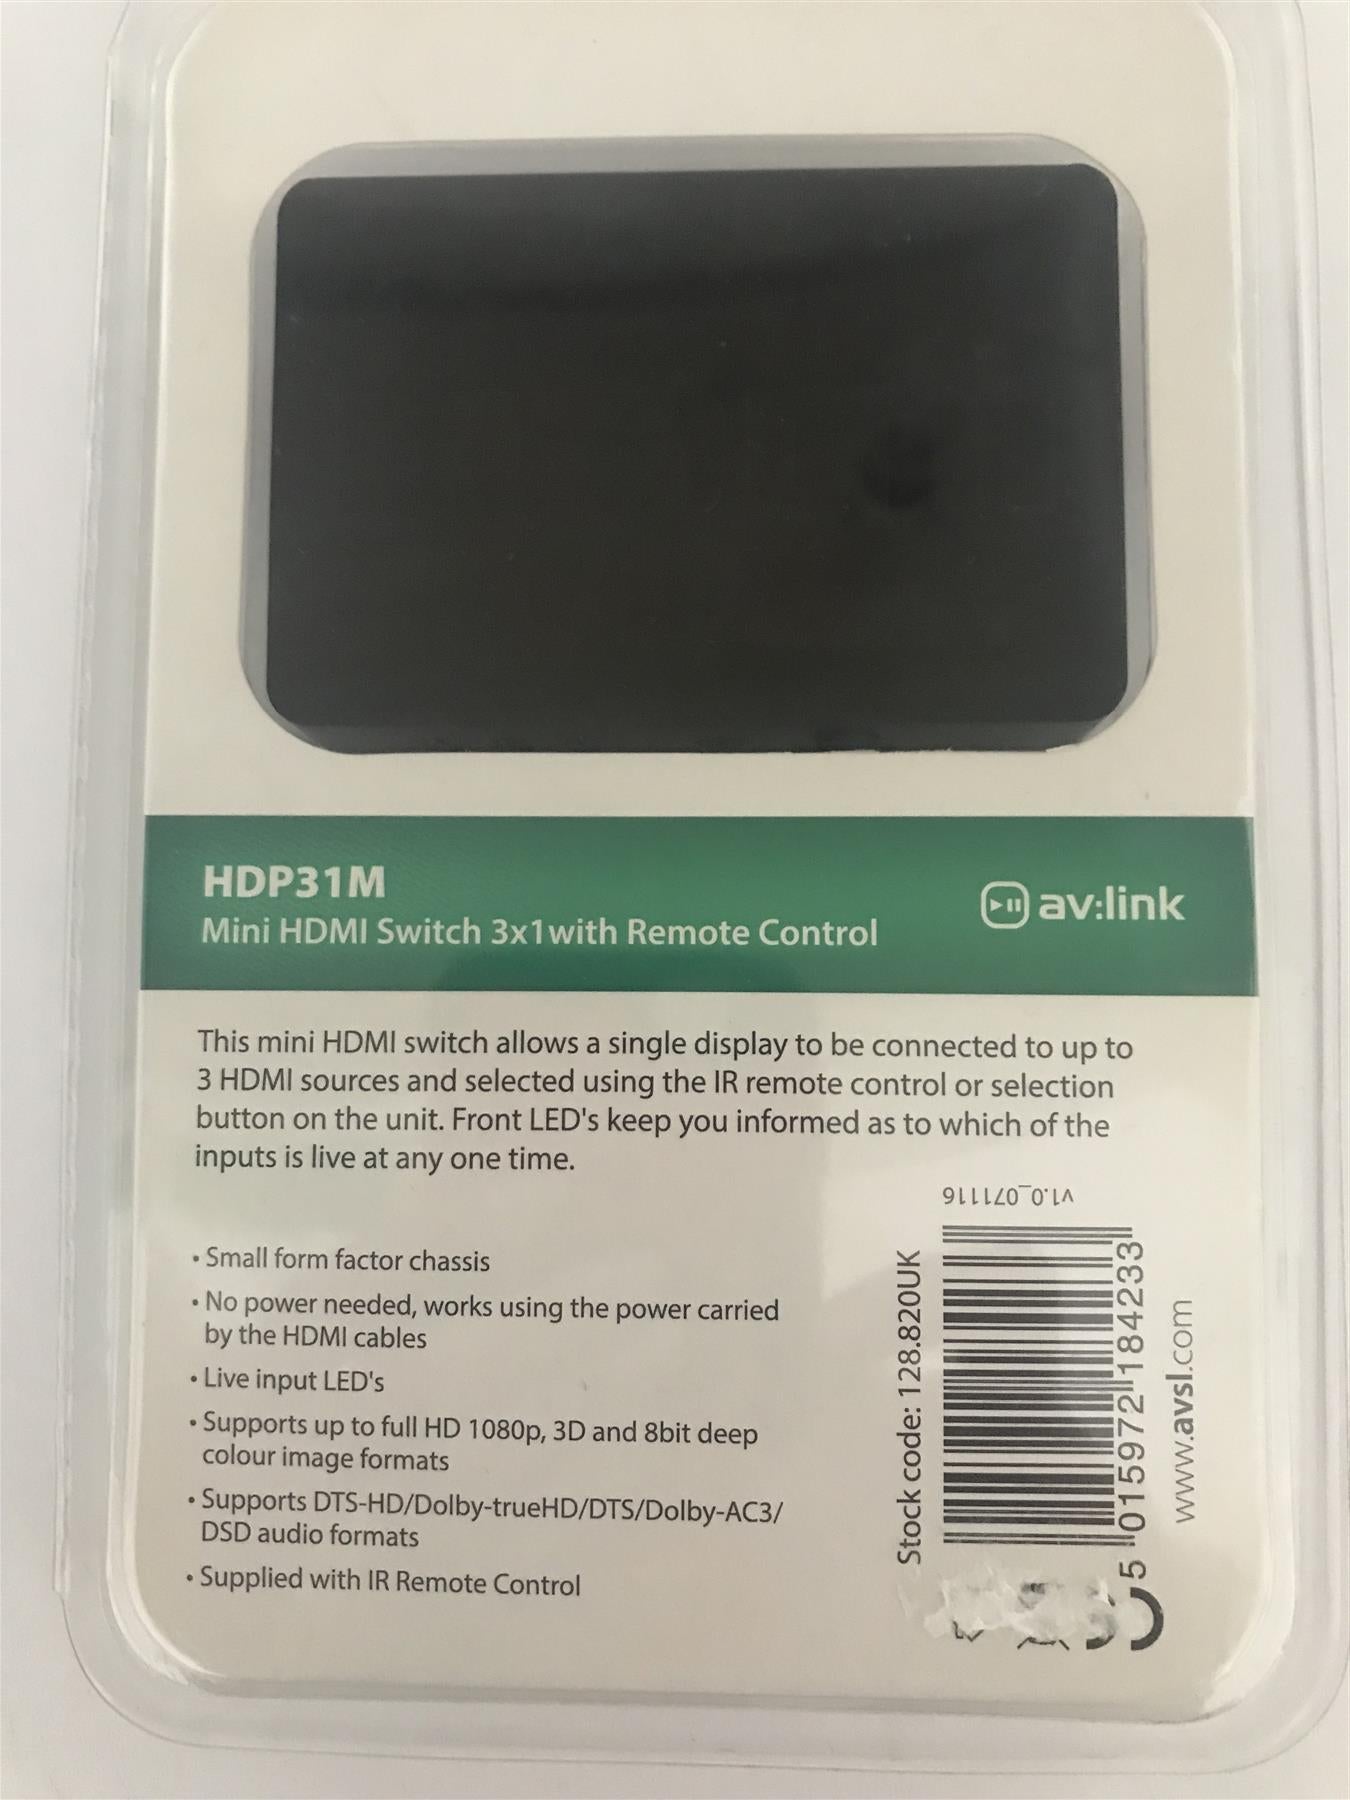 HDP31M
Mini HDMI Switch 3x1with Remote Control
av:link
This mini HDMI switch allows a single display to be connected to up to
3 HDMI sources and selected using the IR remote control or selection
button on the unit. Front LED's keep you informed as to which of the
inputs is live at any one time.
• Small form factor chassis
• No power needed, works using the power carried
by the HDMI cables
• Live input LED's
• Supports up to full HD 1080p, 3D and 8bit deep
colour image formats
• Supports DTS-HD/Dolby-trueHD/DTS/Dolby-AC3/
DSD audio formats
• Supplied with IR Remote Control
v1.0_071116
Stock code: 128.820UK
5 015972 184233
www.avsl.com